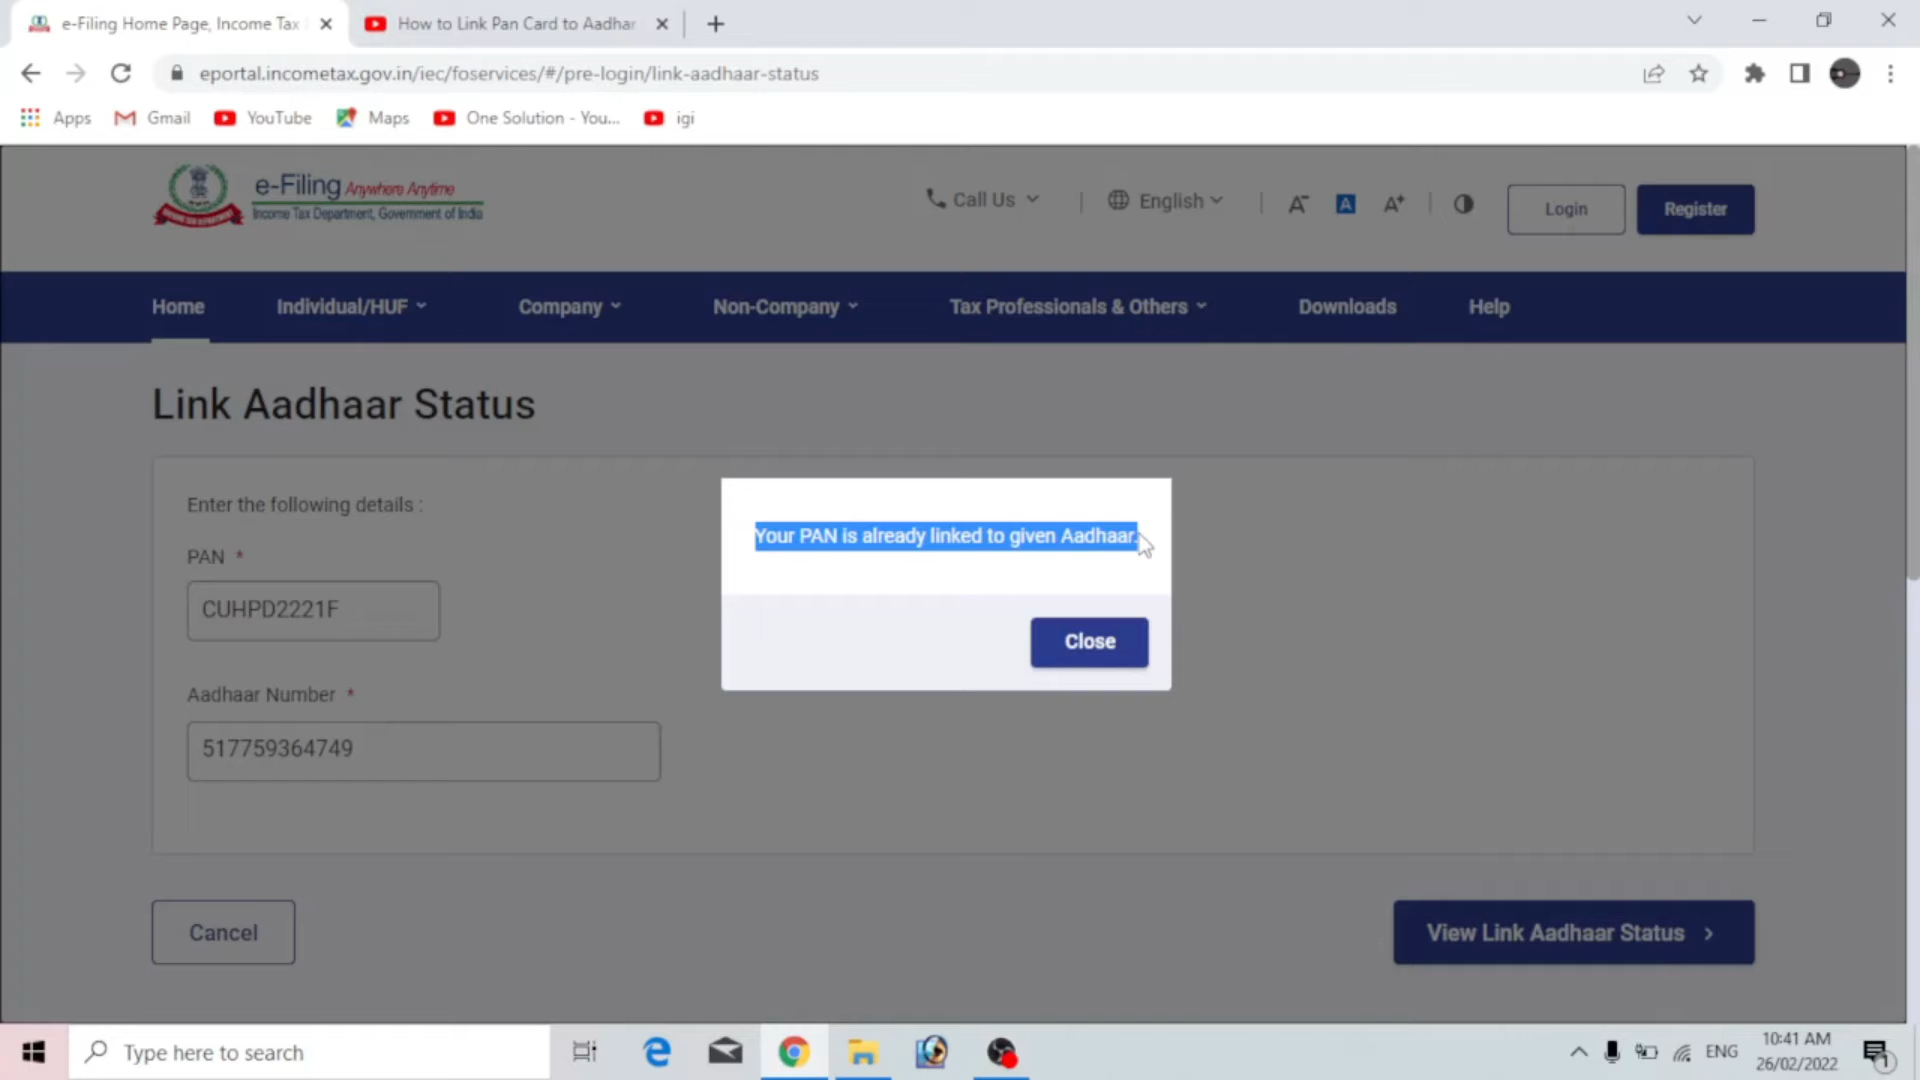 e-Filing Home Page, Income Tax
How to Link Pan Card to Aadhar
eportal.incometax.gov.in/iec/foservices/#/pre-login/link-aadhaar-status
Apps
Gmail
YouTube
Maps
One Solution - You...
igi
e-Filing Anywhere Anytime
Income Tax Department, Government of India
Call Us
English
A-
A
A+
Login
Register
Home
Individual/HUF
Company
Non-Company
Tax Professionals & Others
Downloads
Help
Link Aadhaar Status
Enter the following details :
PAN *
CUHPD2221F
Aadhaar Number *
517759364749
Your PAN is already linked to given Aadhaar.
Close
Cancel
View Link Aadhaar Status >
Type here to search
ENG
10:41 AM
26/02/2022
1